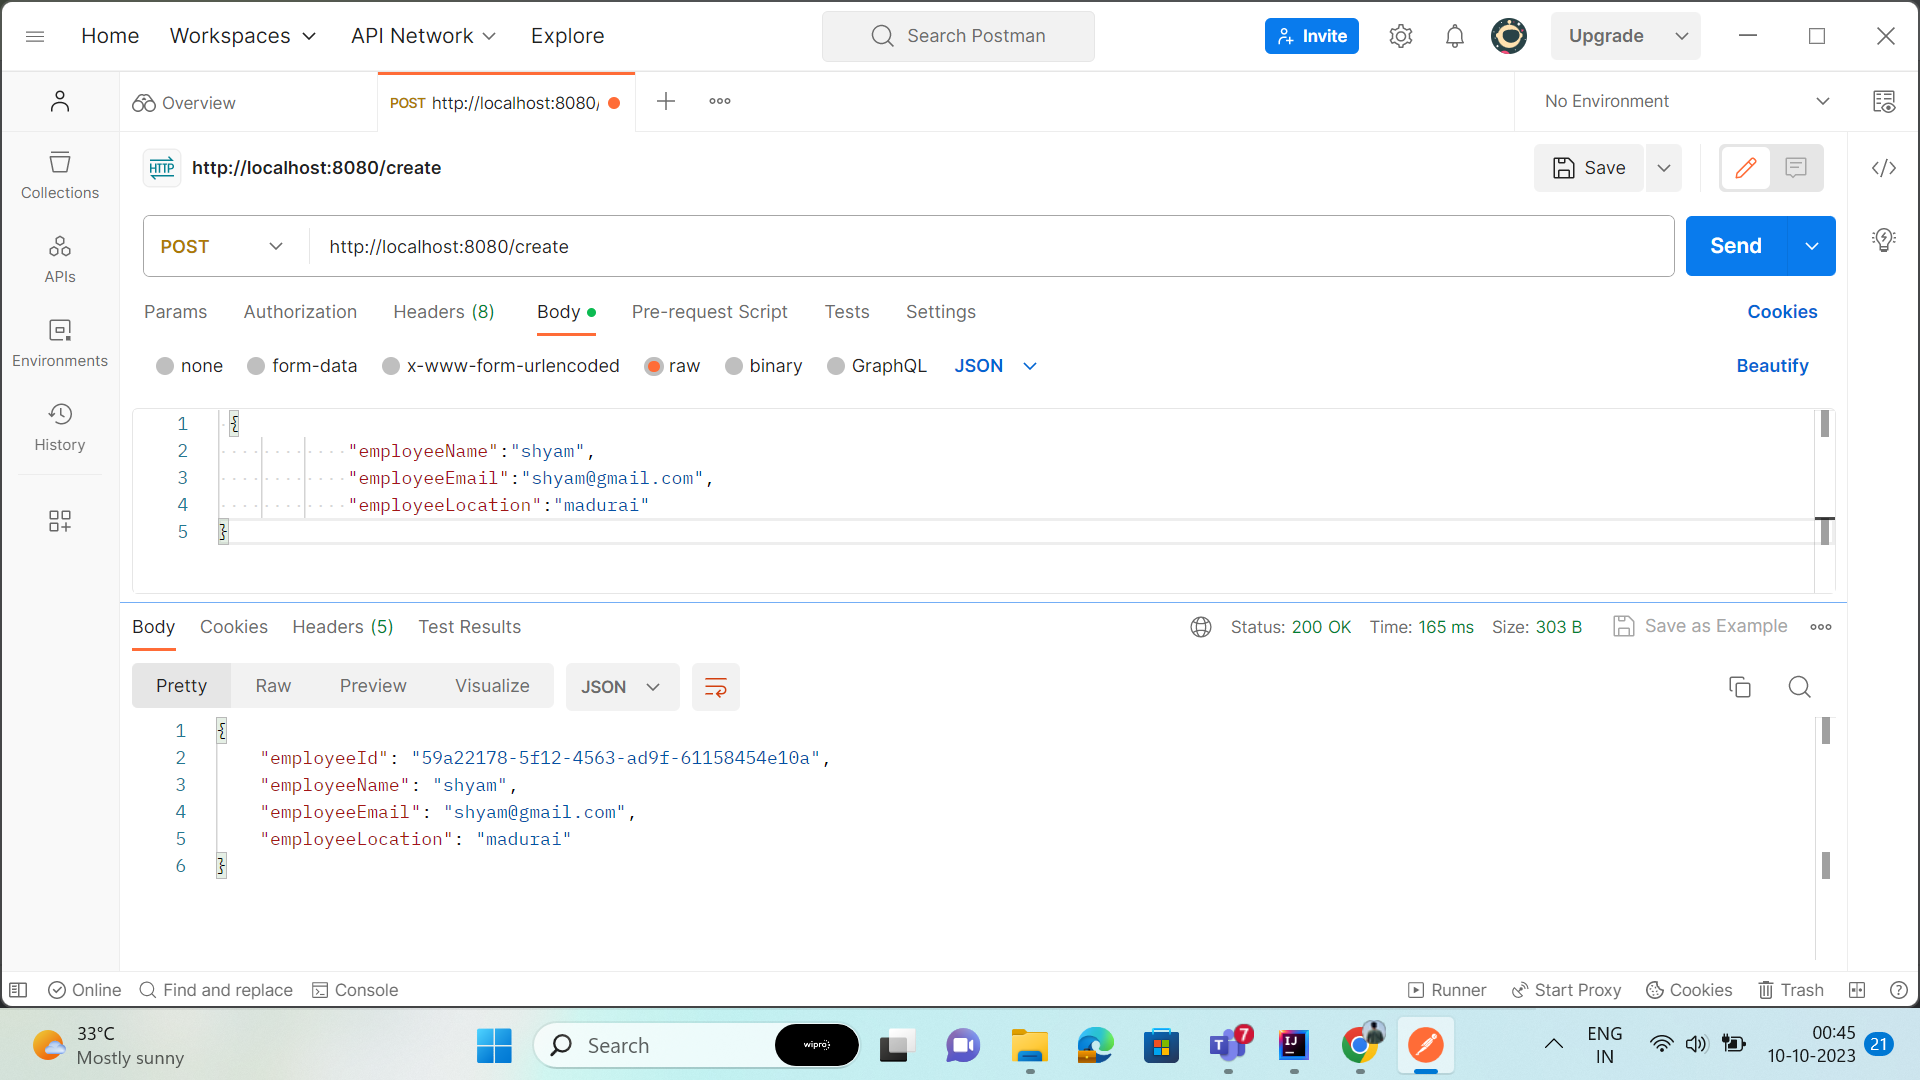 Home Workspaces API Network Explore Search Postman Invite Upgrade
Overview POST http://localhost:8080/ No Environment
HTTP http://localhost:8080/create Save
POST http://localhost:8080/create Send
Params Authorization Headers (8) Body Pre-request Script Tests Settings Cookies
none form-data x-www-form-urlencoded raw binary GraphQL JSON Beautify
1 {
2 "employeeName":"shyam",
3 "employeeEmail":"shyam@gmail.com",
4 "employeeLocation":"madurai"
5 }
Collections
APIs
Environments
History
Body Cookies Headers (5) Test Results Status: 200 OK Time: 165 ms Size: 303 B Save as Example
Pretty Raw Preview Visualize JSON
1 {
2 "employeeId": "59a22178-5f12-4563-ad9f-61158454e10a",
3 "employeeName": "shyam",
4 "employeeEmail": "shyam@gmail.com",
5 "employeeLocation": "madurai"
6 }
Online Find and replace Console Runner Start Proxy Cookies Trash
33°C
Mostly sunny
Search wipro 7 IJ
ENG
IN
00:45
10-10-2023
21